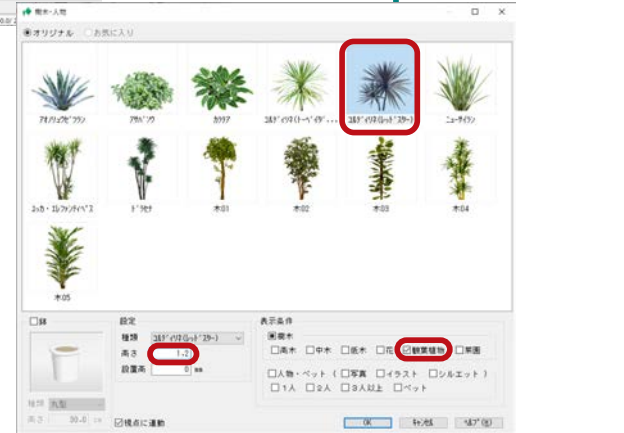 樹木・人物
オリジナル お気に入り
ｱｵﾉﾘｭｳｾﾞﾂﾗﾝ ｱｻﾊﾞﾝｿｳ ｶｸﾗﾂ ｺﾙﾃﾞｨﾘﾈ(ﾄｰﾍﾞｲﾀﾞ... ｺﾙﾃﾞｨﾘﾈ(ﾚｯﾄﾞｽﾀｰ) ﾆｭｰｻｲﾗﾝ
ﾕｯｶ・ｴﾚﾌｧﾝﾃｨﾍﾟｽ ﾄﾞﾗｾﾅ 木01 木02 木03 木04
木05
鉢
種類 丸型
高さ 30.0 cm
設定
種類 ｺﾙﾃﾞｨﾘﾈ(ﾚｯﾄﾞｽﾀｰ)
高さ 1.2
設置高 0 mm
視点に連動
表示条件
樹木
高木 中木 低木 花 観葉植物 菜園
人物・ペット ( 写真 イラスト シルエット )
1人 2人 3人以上 ペット
OK ｷｬﾝｾﾙ ﾍﾙﾌﾟ(H)